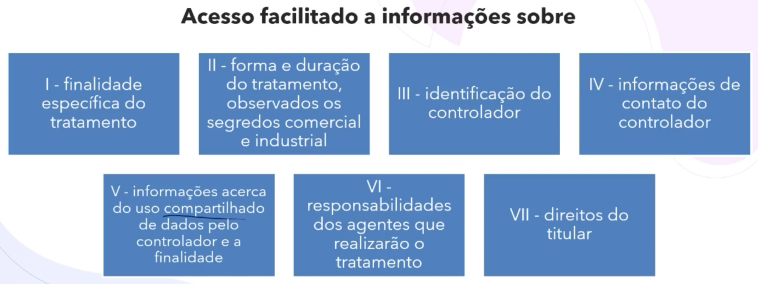 Acesso facilitado a informações sobre
I - finalidade
específica do
tratamento
II - forma e duração
do tratamento,
observados os
segredos comercial
e industrial
III - identificação do
controlador
IV - informações de
contato do
controlador
V - informações acerca
do uso compartilhado
de dados pelo
controlador e a
finalidade
VI -
responsabilidades
dos agentes que
realizarão o
tratamento
VII - direitos do
titular